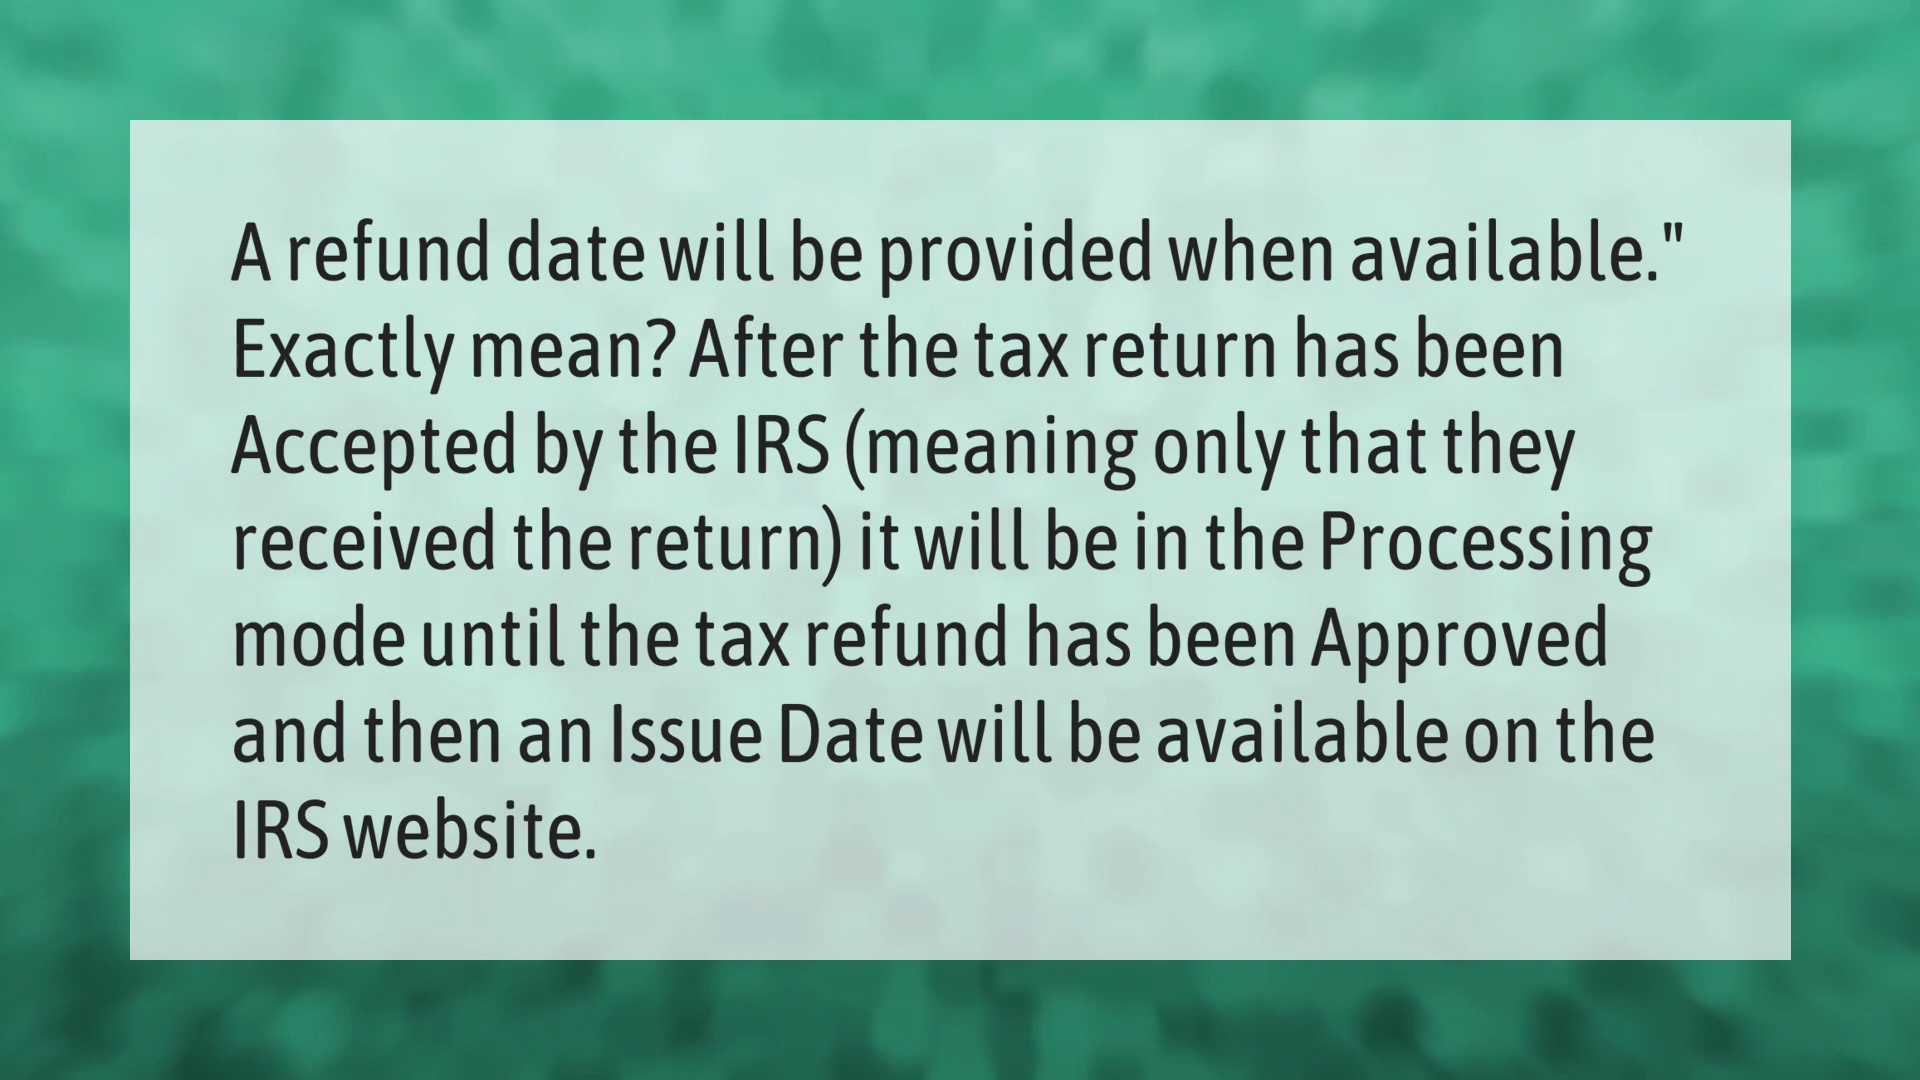 A refund date will be provided when available."
Exactly mean? After the tax return has been
Accepted by the IRS (meaning only that they
received the return) it will be in the Processing
mode until the tax refund has been Approved
and then an Issue Date will be available on the
IRS website.